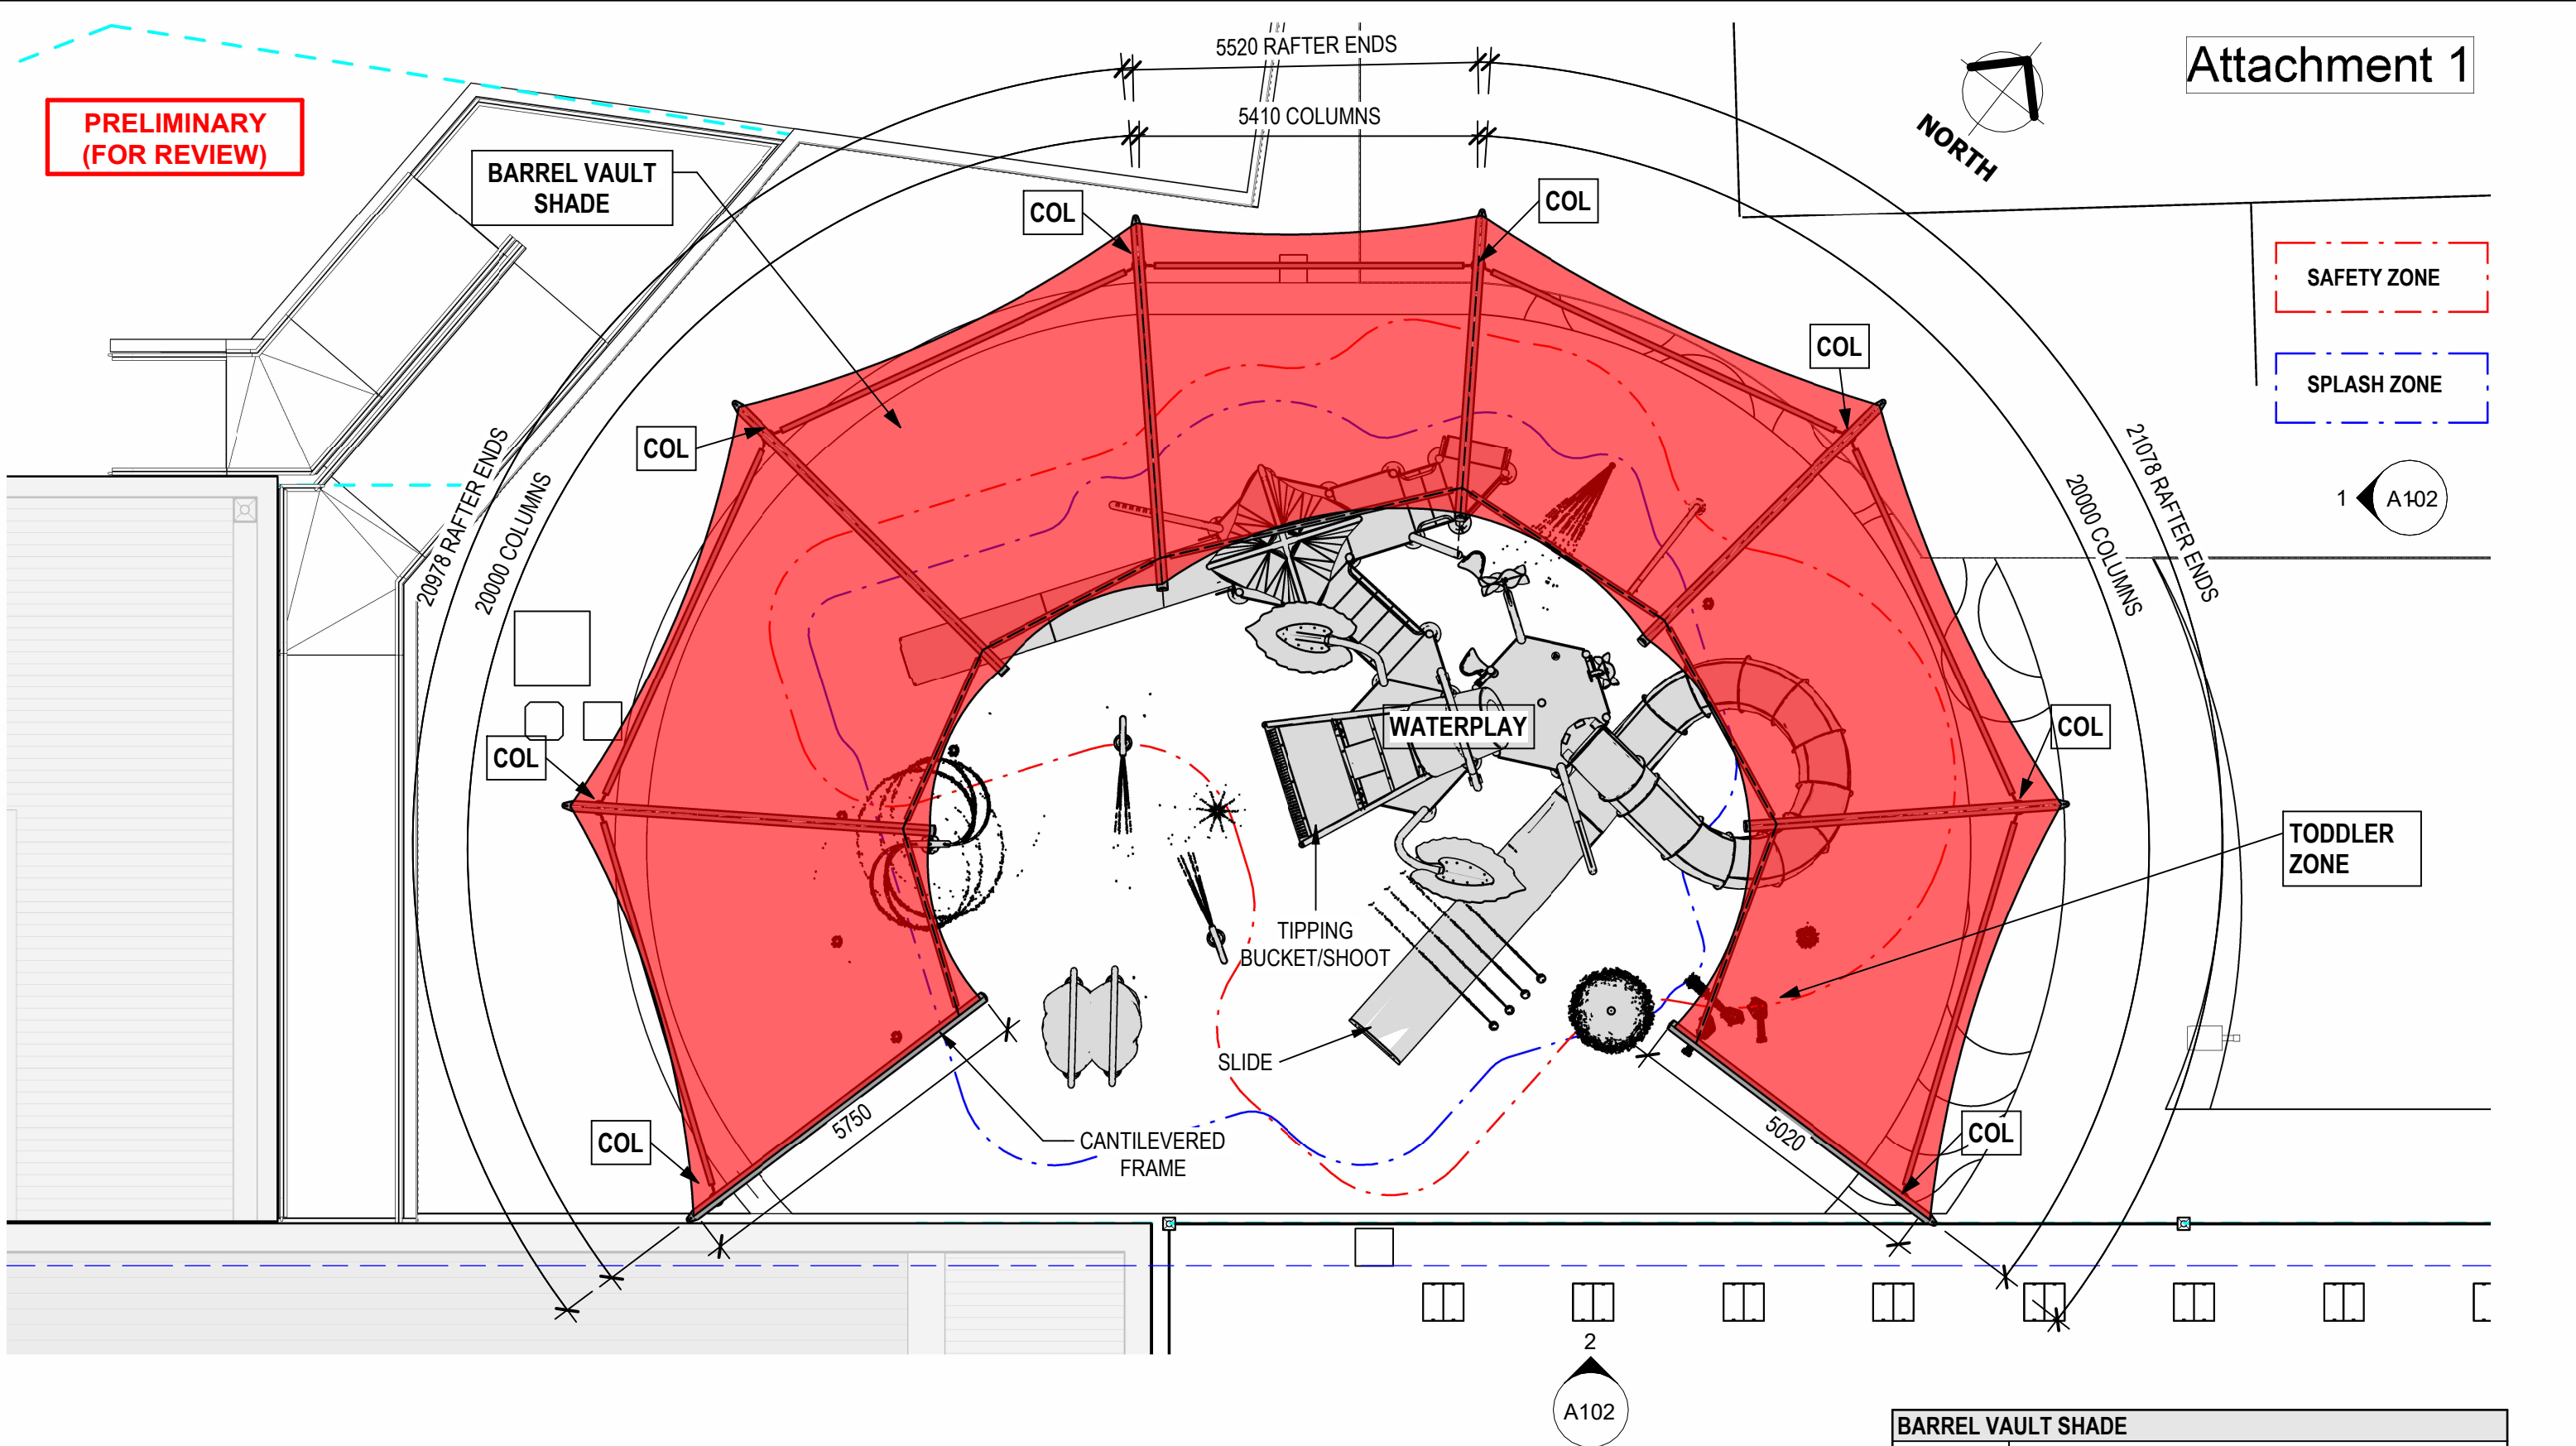 5520 RAFTER ENDS
Attachment 1
5410 COLUMNS
PRELIMINARY
(FOR REVIEW)
NORTH
BARREL VAULT
SHADE
COL
COL
SAFETY ZONE
COL
SPLASH ZONE
COL
20978 RAFTER ENDS
20000 COLUMNS
20000 COLUMNS
21078 RAFTER ENDS
1
A102
COL
WATERPLAY
COL
TODDLER
ZONE
TIPPING
BUCKET/SHOOT
SLIDE
5750
CANTILEVERED
FRAME
COL
5020
COL
2
A102
BARREL VAULT SHADE